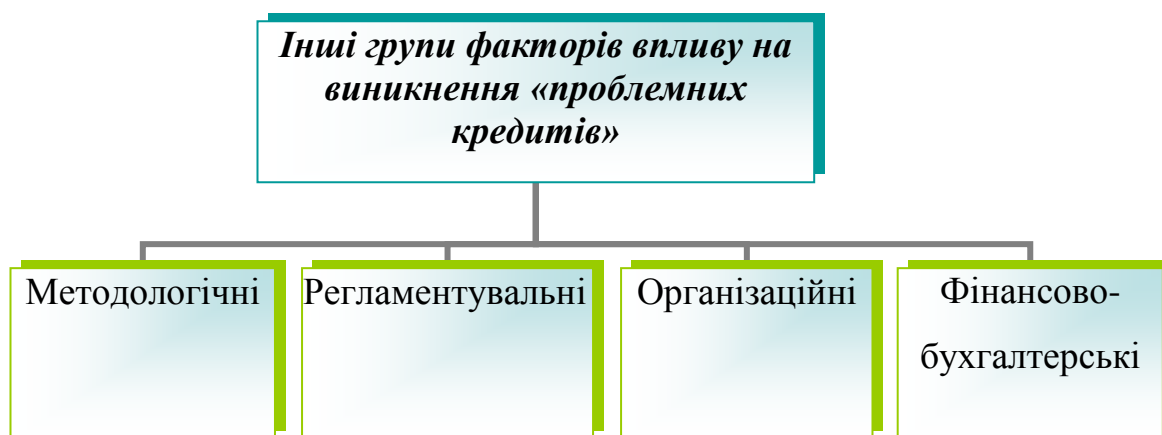 Інші групи факторів впливу на
виникнення «проблемних
кредитів»
Методологічні
Регламентувальні
Організаційні
Фінансово-
бухгалтерські